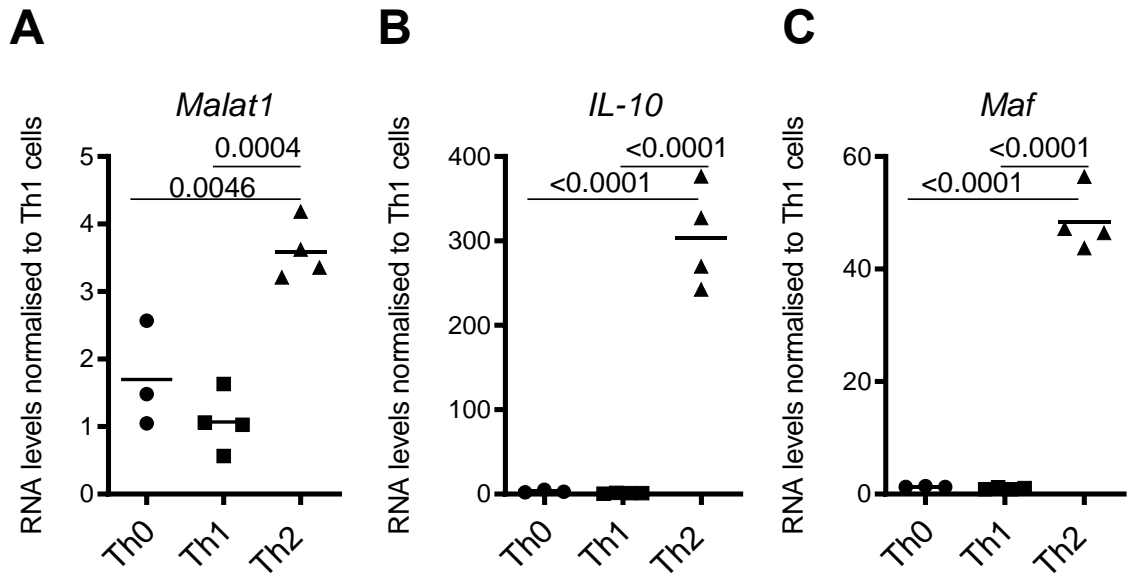 A
Malat1
RNA levels normalised to Th1 cells
5
4
3
2
1
0
0.0004
0.0046
Th0
Th1
Th2
B
IL-10
RNA levels normalised to Th1 cells
400
300
200
100
0
<0.0001
<0.0001
Th0
Th1
Th2
C
Maf
RNA levels normalised to Th1 cells
60
40
20
0
<0.0001
<0.0001
Th0
Th1
Th2